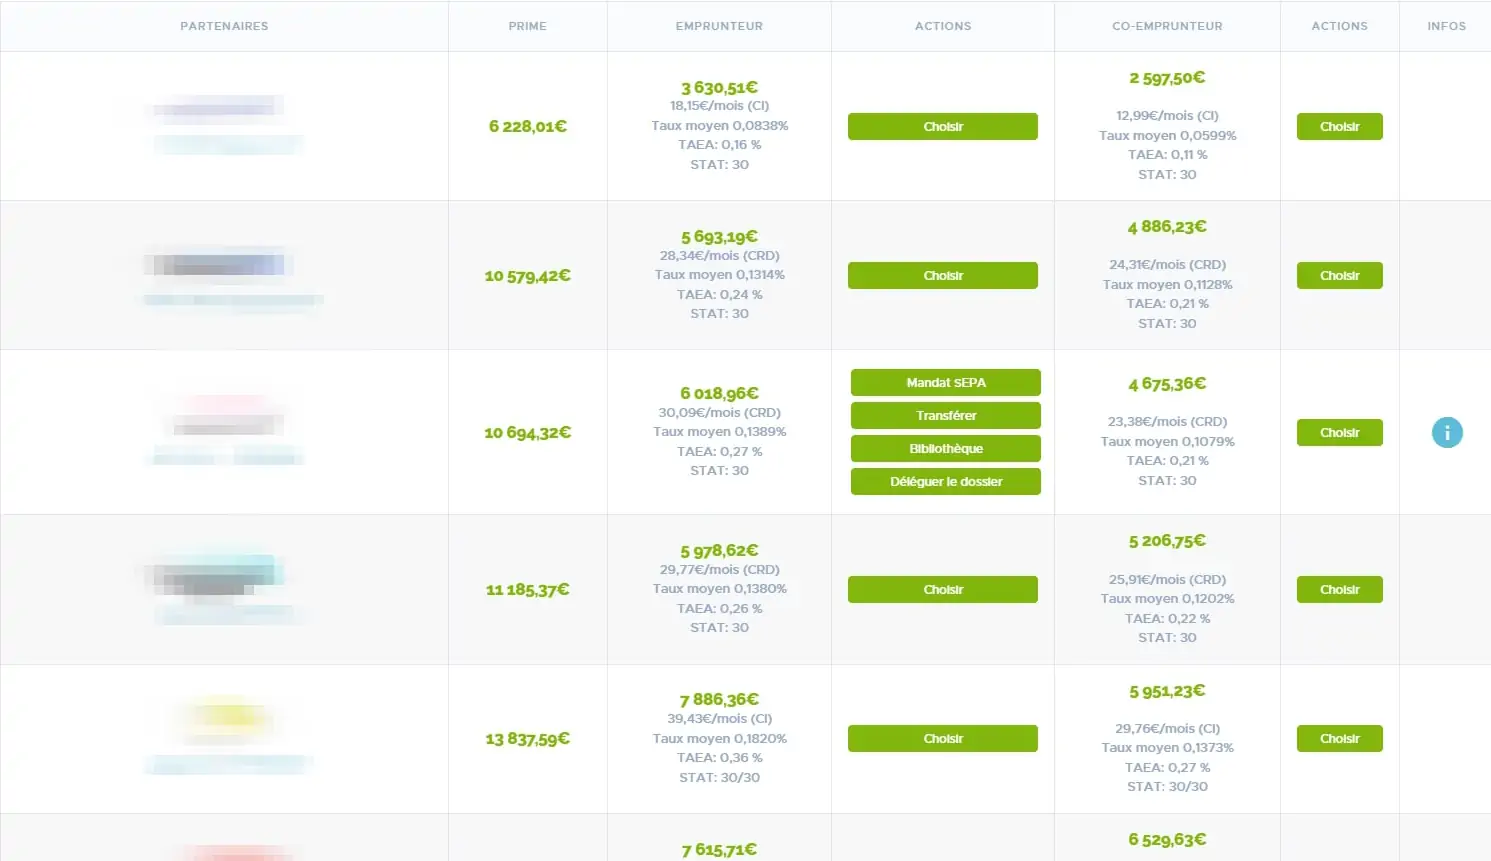 PARTENAIRES PRIME EMPRUNTEUR ACTIONS CO-EMPRUNTEUR ACTIONS INFOS
6 228,01€
3 630,51€
18,15€/mois (CI)
Taux moyen 0,0838%
TAEA: 0,16 %
STAT: 30
Choisir
2 597,50€
12,99€/mois (CI)
Taux moyen 0,0599%
TAEA: 0,11 %
STAT: 30
Choisir
10 579,42€
5 693,19€
28,34€/mois (CRD)
Taux moyen 0,1314%
TAEA: 0,24 %
STAT: 30
Choisir
4 886,23€
24,31€/mois (CRD)
Taux moyen 0,1128%
TAEA: 0,21 %
STAT: 30
Choisir
10 694,32€
6 018,96€
30,09€/mois (CRD)
Taux moyen 0,1389%
TAEA: 0,27 %
STAT: 30
Mandat SEPA
Transférer
Bibliothèque
Déléguer le dossier
4 675,36€
23,38€/mois (CRD)
Taux moyen 0,1079%
TAEA: 0,21 %
STAT: 30
Choisir
i
11 185,37€
5 978,62€
29,77€/mois (CRD)
Taux moyen 0,1380%
TAEA: 0,26 %
STAT: 30
Choisir
5 206,75€
25,91€/mois (CRD)
Taux moyen 0,1202%
TAEA: 0,22 %
STAT: 30
Choisir
13 837,59€
7 886,36€
39,43€/mois (CI)
Taux moyen 0,1820%
TAEA: 0,36 %
STAT: 30/30
Choisir
5 951,23€
29,76€/mois (CI)
Taux moyen 0,1373%
TAEA: 0,27 %
STAT: 30/30
Choisir
7 615,71€
6 529,63€